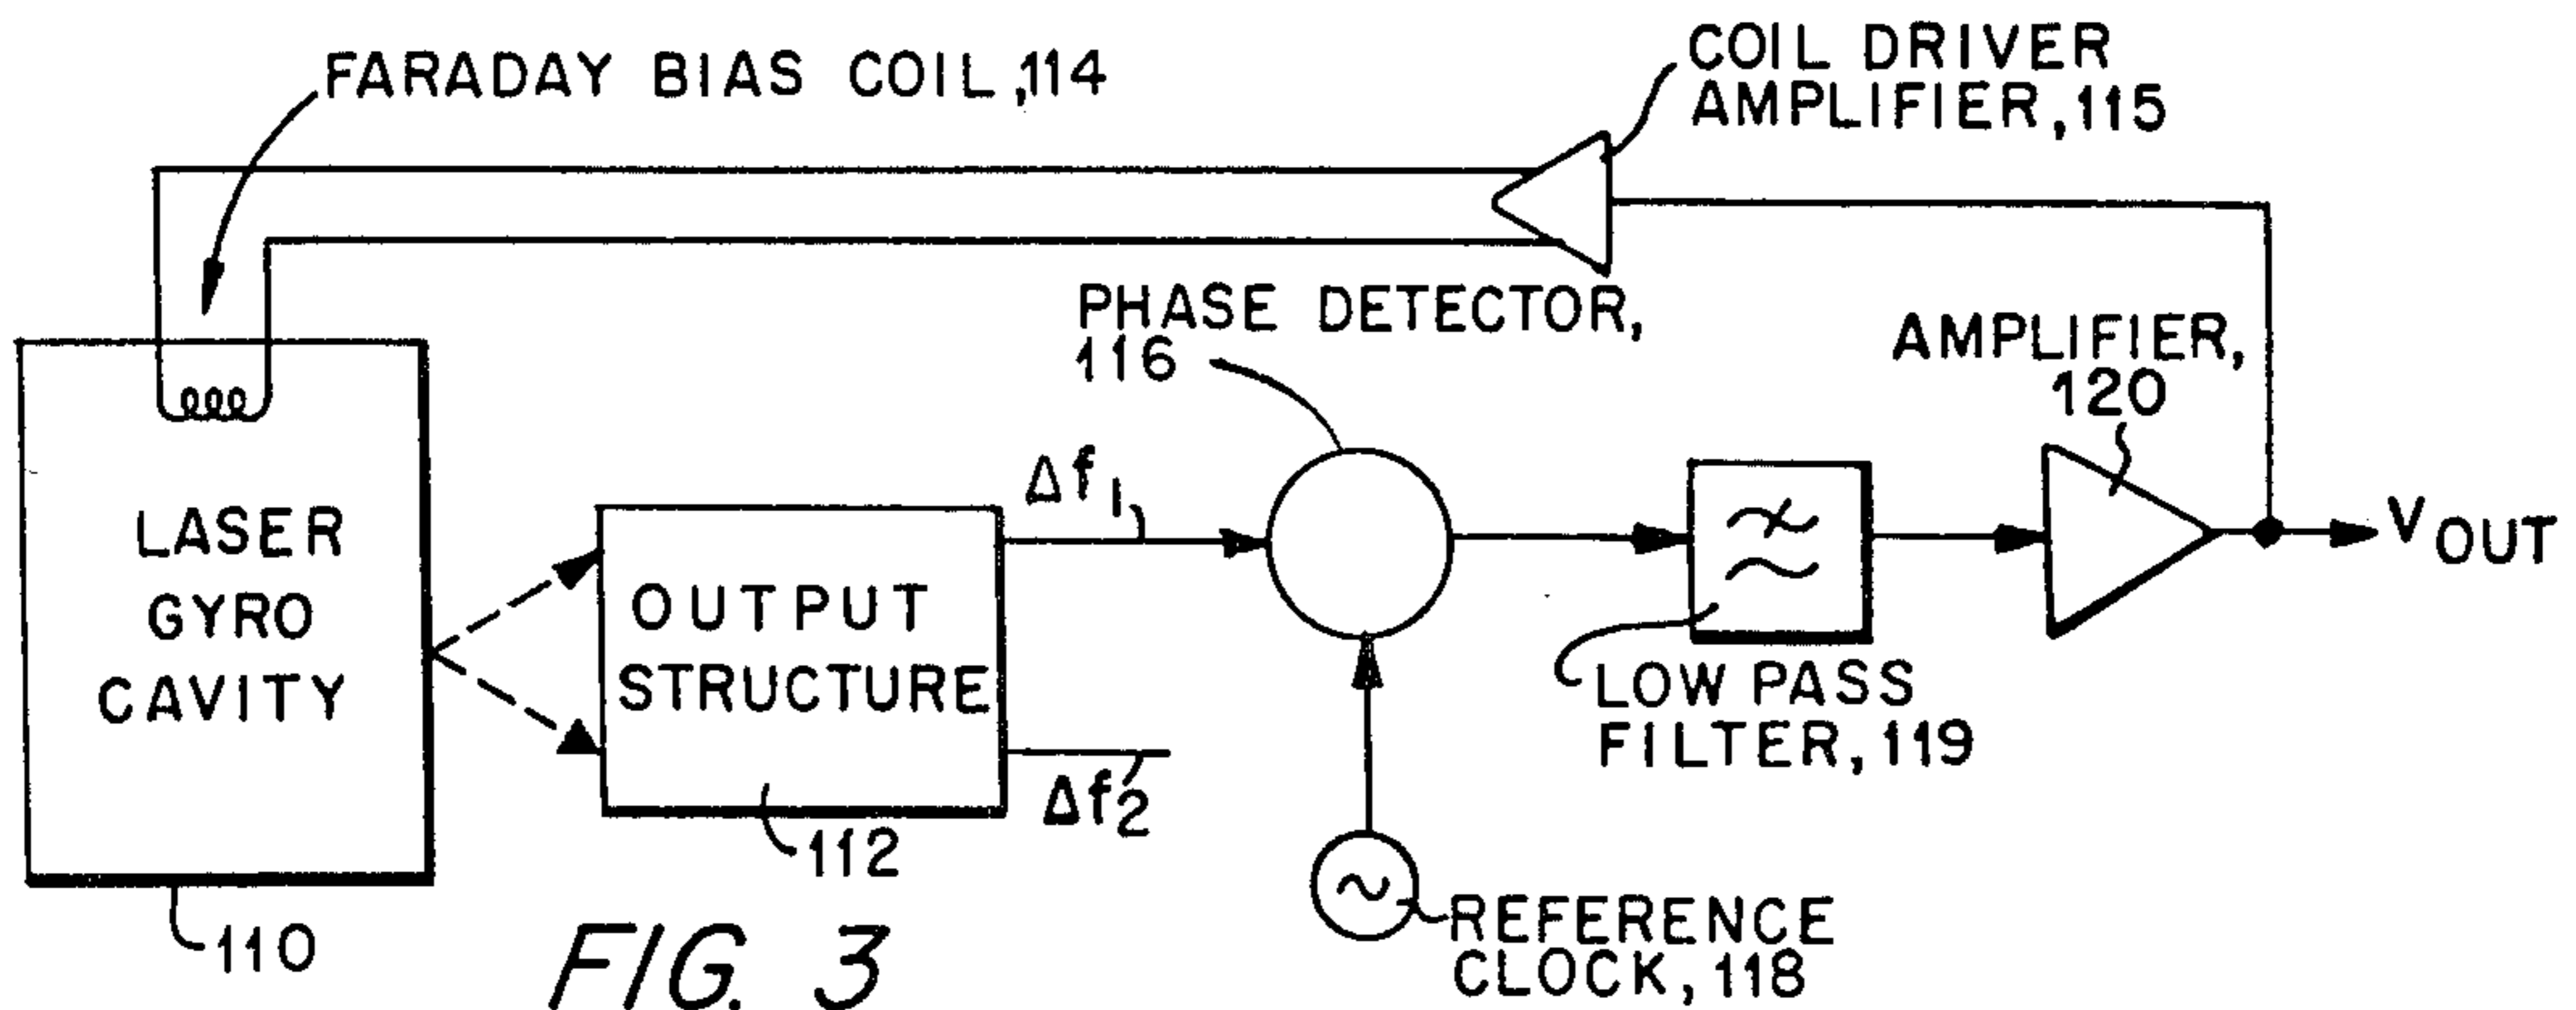 FARADAY BIAS COIL,114
COIL DRIVER
AMPLIFIER,115
PHASE DETECTOR,
116
AMPLIFIER,
120
LASER
GYRO
CAVITY
OUTPUT
STRUCTURE
Δf1
Δf2
VOUT
LOW PASS
FILTER,119
112
110
REFERENCE
CLOCK,118
FIG. 3